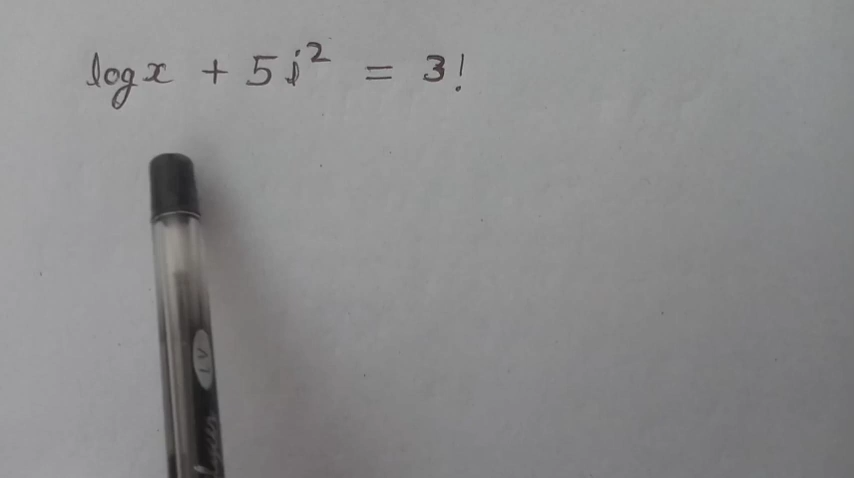 log x + 5i² = 3!